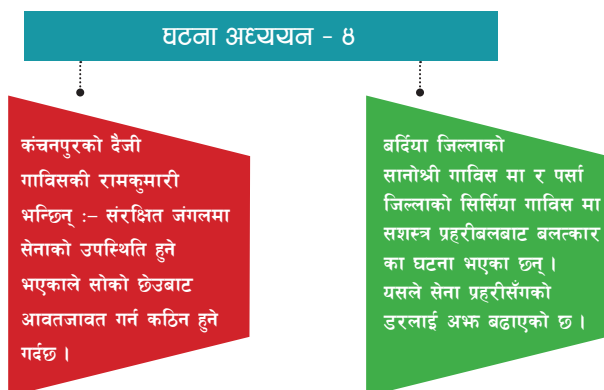 घटना अध्ययन - ४
कंचनपुरको दैजी
गाविसकी रामकुमारी
भन्छिन् :– संरक्षित जंगलमा
सेनाको उपस्थिति हुने
भएकाले सोको छेउबाट
आवतजावत गर्न कठिन हुने
गर्दछ ।
बर्दिया जिल्लाको
सानोश्री गाविस मा र पर्सा
जिल्लाको सिर्सिया गाविस मा
सशस्त्र प्रहरीबलबाट बलत्कार
का घटना भएका छन् ।
यसले सेना प्रहरीसँगको
डरलाई अझ बढाएको छ ।